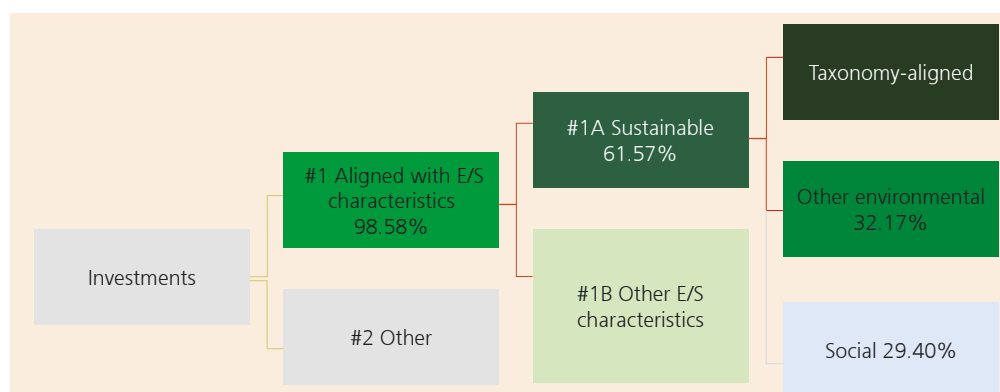 Taxonomy-aligned
#1A Sustainable
61.57%
#1 Aligned with E/S
characteristics
98.58%
Other environmental
32.17%
Investments
#1B Other E/S
characteristics
#2 Other
Social 29.40%